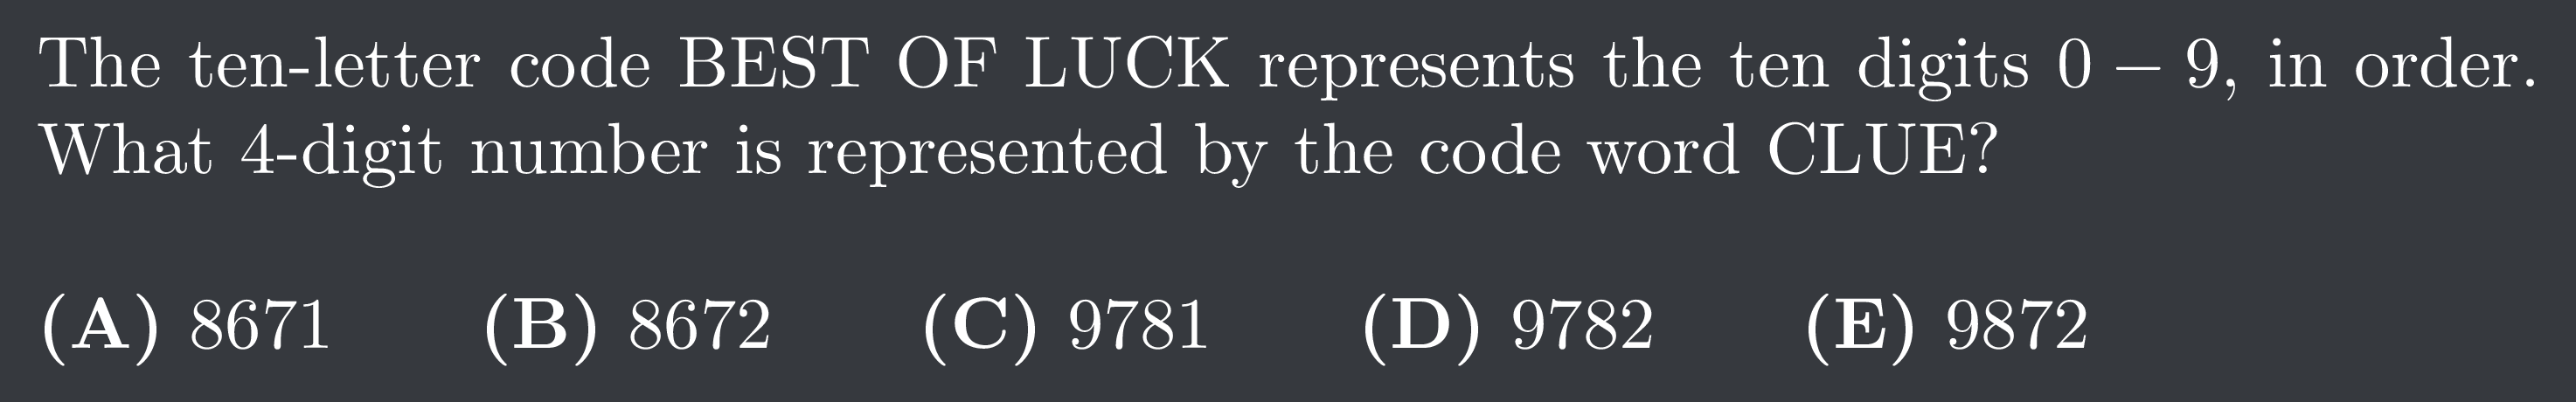 The ten-letter code BEST OF LUCK represents the ten digits 0 − 9, in order.
What 4-digit number is represented by the code word CLUE?
(A) 8671 (B) 8672 (C) 9781 (D) 9782 (E) 9872